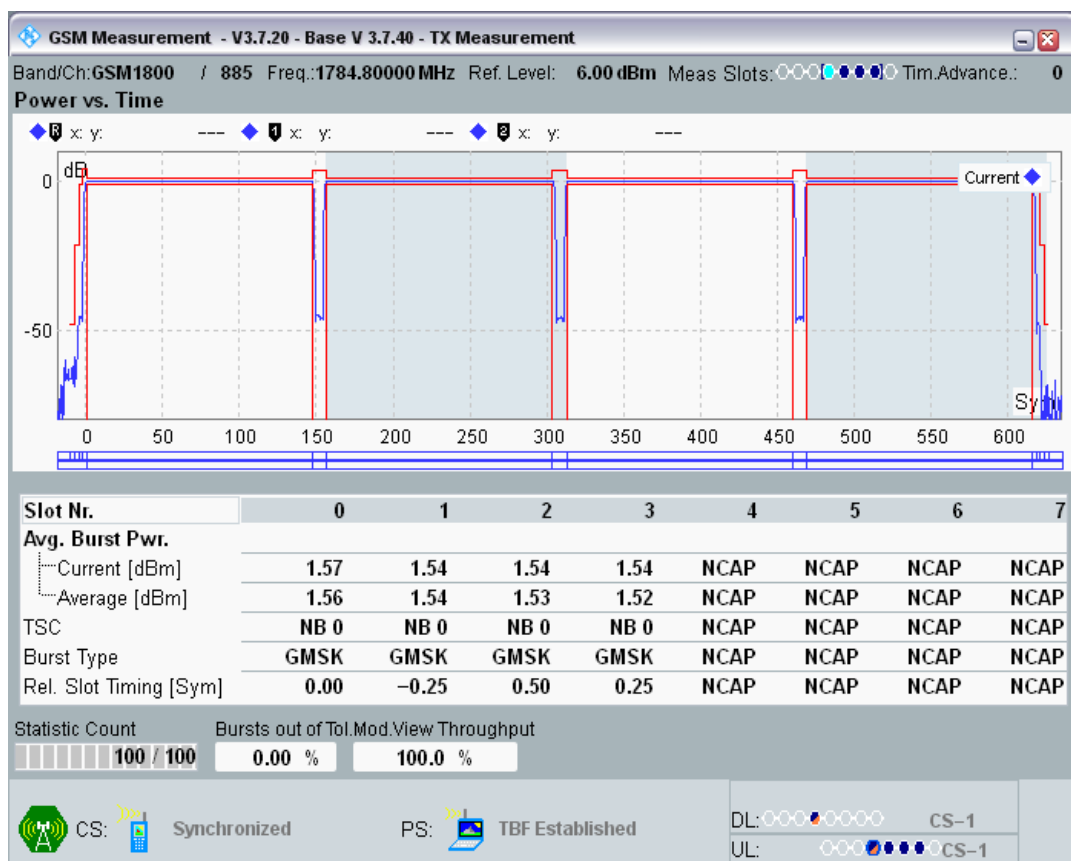 GSM Measurement - V3.7.20 - Base V 3.7.40 - TX Measurement
Band/Ch:GSM1800 / 885 Freq.:1784.80000 MHz Ref. Level: 6.00 dBm Meas Slots: Tim.Advance.: 0
Power vs. Time
R x: y: --- 1 x: y: --- 2 x: y: ---
dB
0
Current
-50
0 50 100 150 200 250 300 350 400 450 500 550 600
Slot Nr. 0 1 2 3 4 5 6 7
Avg. Burst Pwr.
Current [dBm] 1.57 1.54 1.54 1.54 NCAP NCAP NCAP NCAP
Average [dBm] 1.56 1.54 1.53 1.52 NCAP NCAP NCAP NCAP
TSC NB 0 NB 0 NB 0 NB 0 NCAP NCAP NCAP NCAP
Burst Type GMSK GMSK GMSK GMSK NCAP NCAP NCAP NCAP
Rel. Slot Timing [Sym] 0.00 −0.25 0.50 0.25 NCAP NCAP NCAP NCAP
Statistic Count Bursts out of Tol.Mod.View Throughput
100 / 100 0.00 % 100.0 %
CS: Synchronized PS: TBF Established DL: CS−1
UL: CS−1